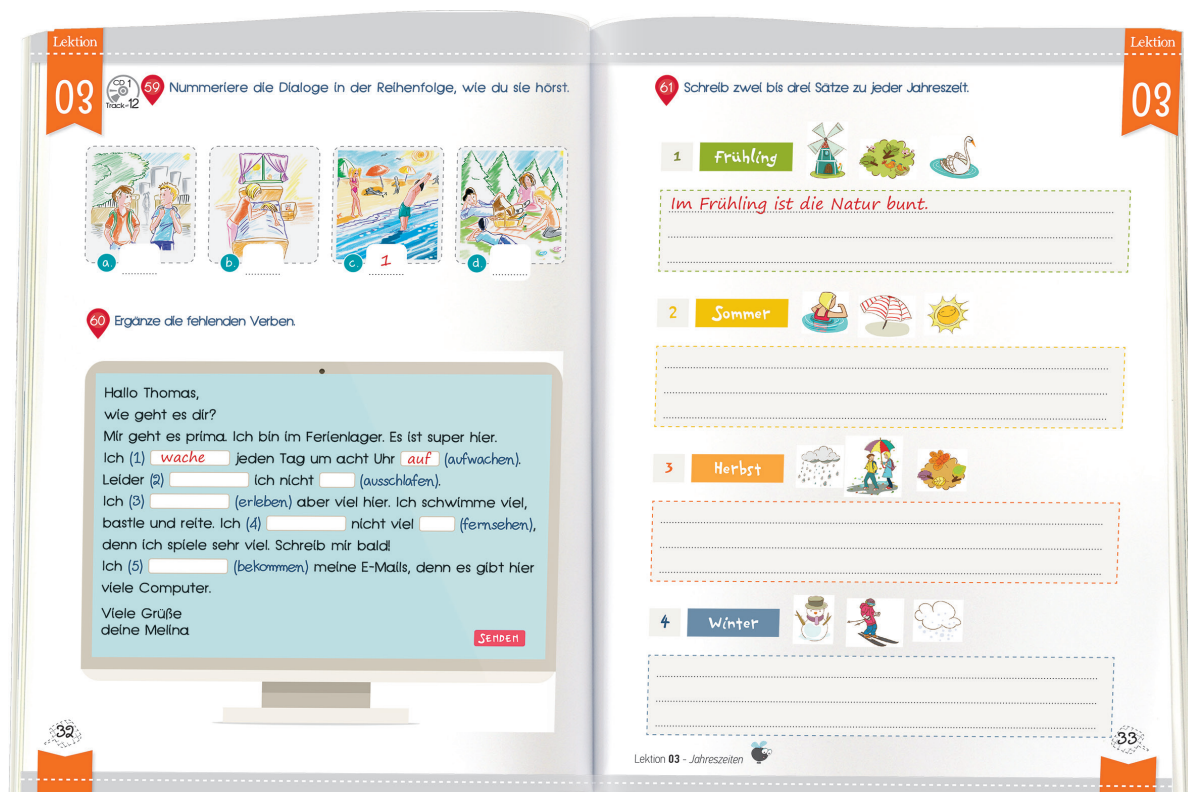 Lektion
03
CD 1
Track-12
59 Nummeriere die Dialoge in der Reihenfolge, wie du sie hörst.
a.
b.
c. 1
d.
60 Ergänze die fehlenden Verben.
Hallo Thomas,
wie geht es dir?
Mir geht es prima. Ich bin im Ferienlager. Es ist super hier.
Ich (1) wache jeden Tag um acht Uhr auf (aufwachen).
Leider (2) ich nicht (ausschlafen).
Ich (3) (erleben) aber viel hier. Ich schwimme viel,
bastle und reite. Ich (4) nicht viel (fernsehen),
denn ich spiele sehr viel. Schreib mir bald!
Ich (5) (bekommen) meine E-Mails, denn es gibt hier
viele Computer.
Viele Grüße
deine Melina
SENDEN
32
Lektion
03
61 Schreib zwei bis drei Sätze zu jeder Jahreszeit.
1 Frühling
Im Frühling ist die Natur bunt.
2 Sommer
3 Herbst
4 Winter
33
Lektion 03 - Jahreszeiten